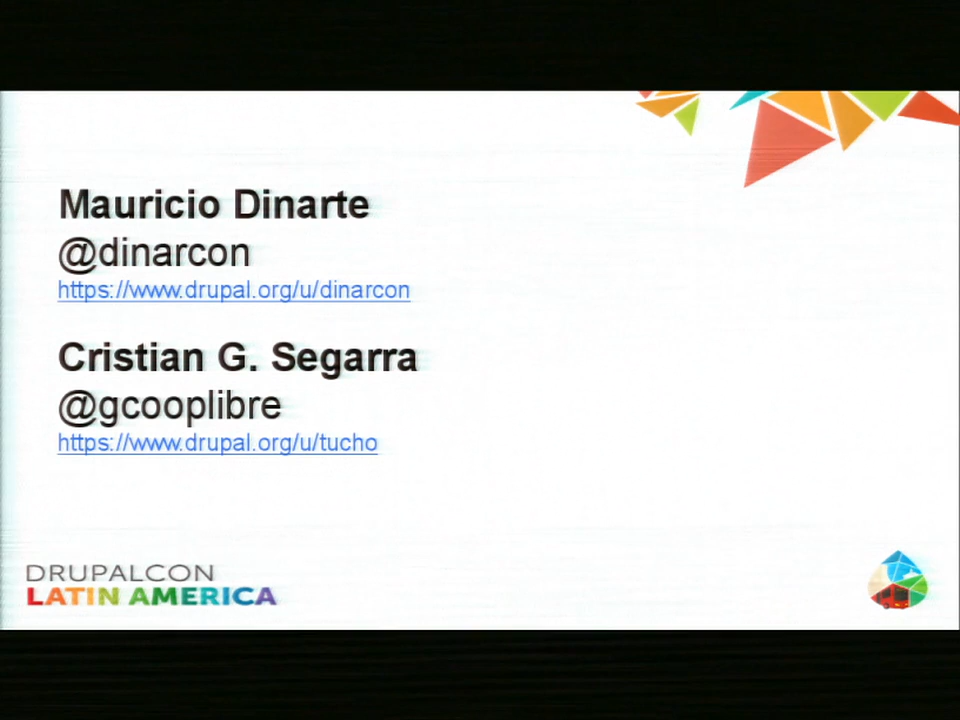 Mauricio Dinarte
@dinarcon
https://www.drupal.org/u/dinarcon
Cristian G. Segarra
@gcooplibre
https://www.drupal.org/u/tucho
DRUPALCON
LATIN AMERICA